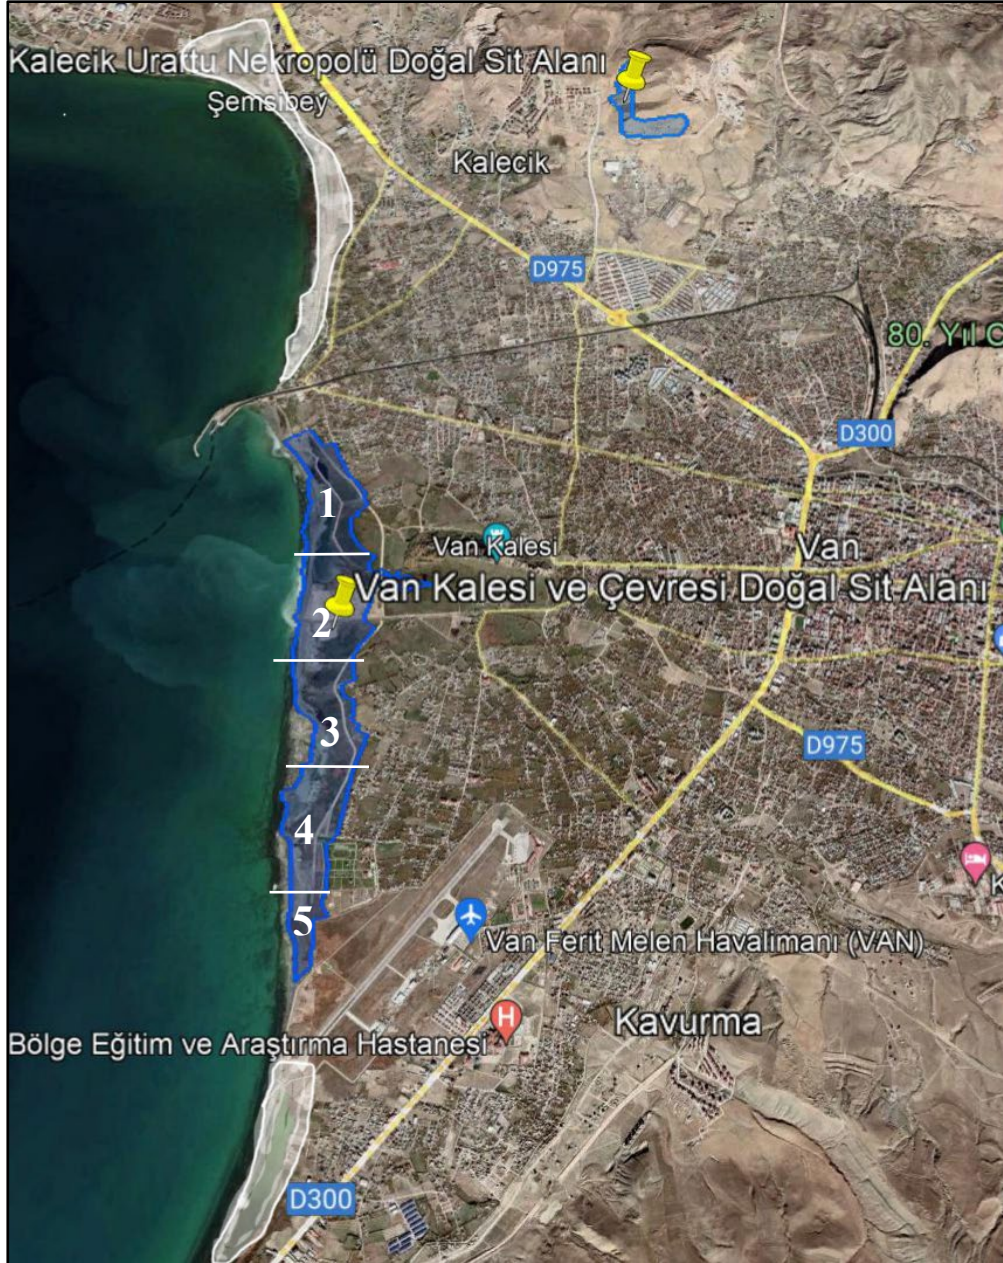 Kalecik Urartu Nekropolü Doğal Sit Alanı
Şemsibey
Kalecik
D975
80. Yıl C
D300
1
Van Kalesi
Van
Van Kalesi ve Çevresi Doğal Sit Alanı
2
3
D975
4
K
5
Van Ferit Melen Havalimanı (VAN)
H
Kavurma
Bölge Eğitim ve Araştırma Hastanesi
D300